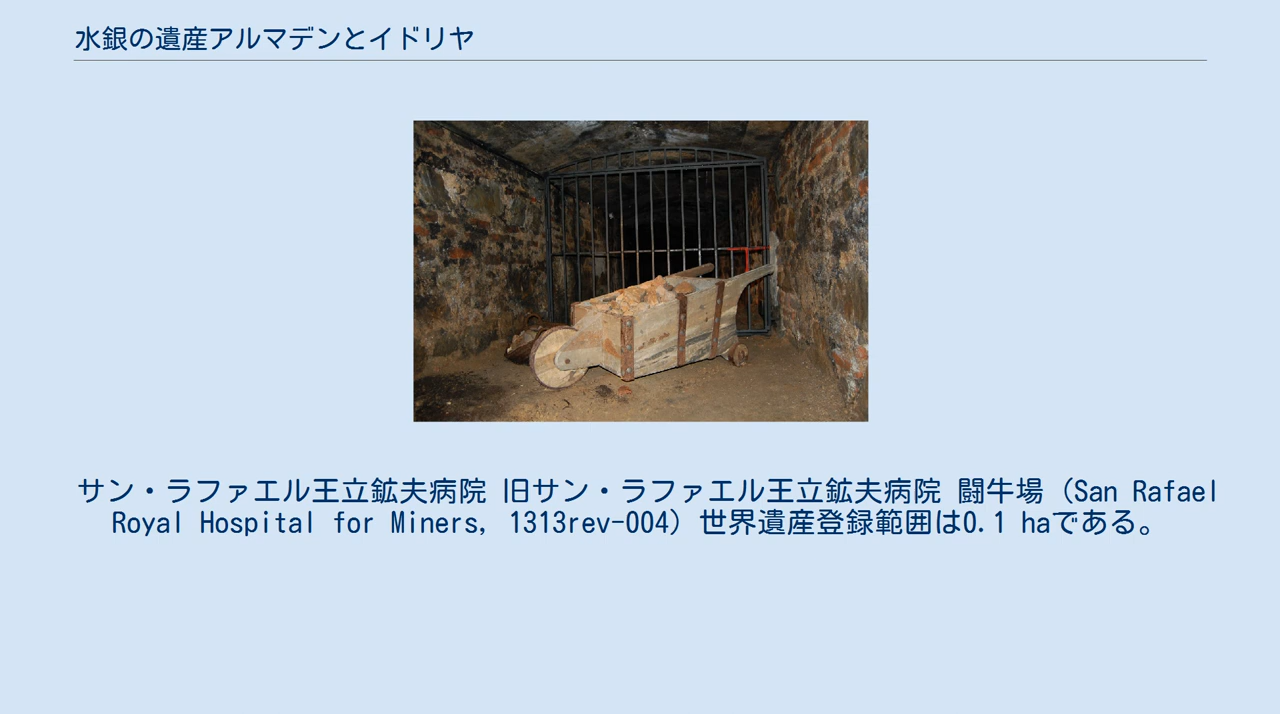 水銀の遺産アルマデンとイドリヤ
サン・ラファエル王立鉱夫病院 旧サン・ラファエル王立鉱夫病院 闘牛場 (San Rafael
Royal Hospital for Miners, 1313rev-004) 世界遺産登録範囲は0.1 haである。